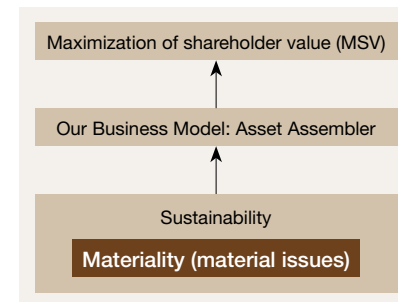 Maximization of shareholder value (MSV)
Our Business Model: Asset Assembler
Sustainability
Materiality (material issues)